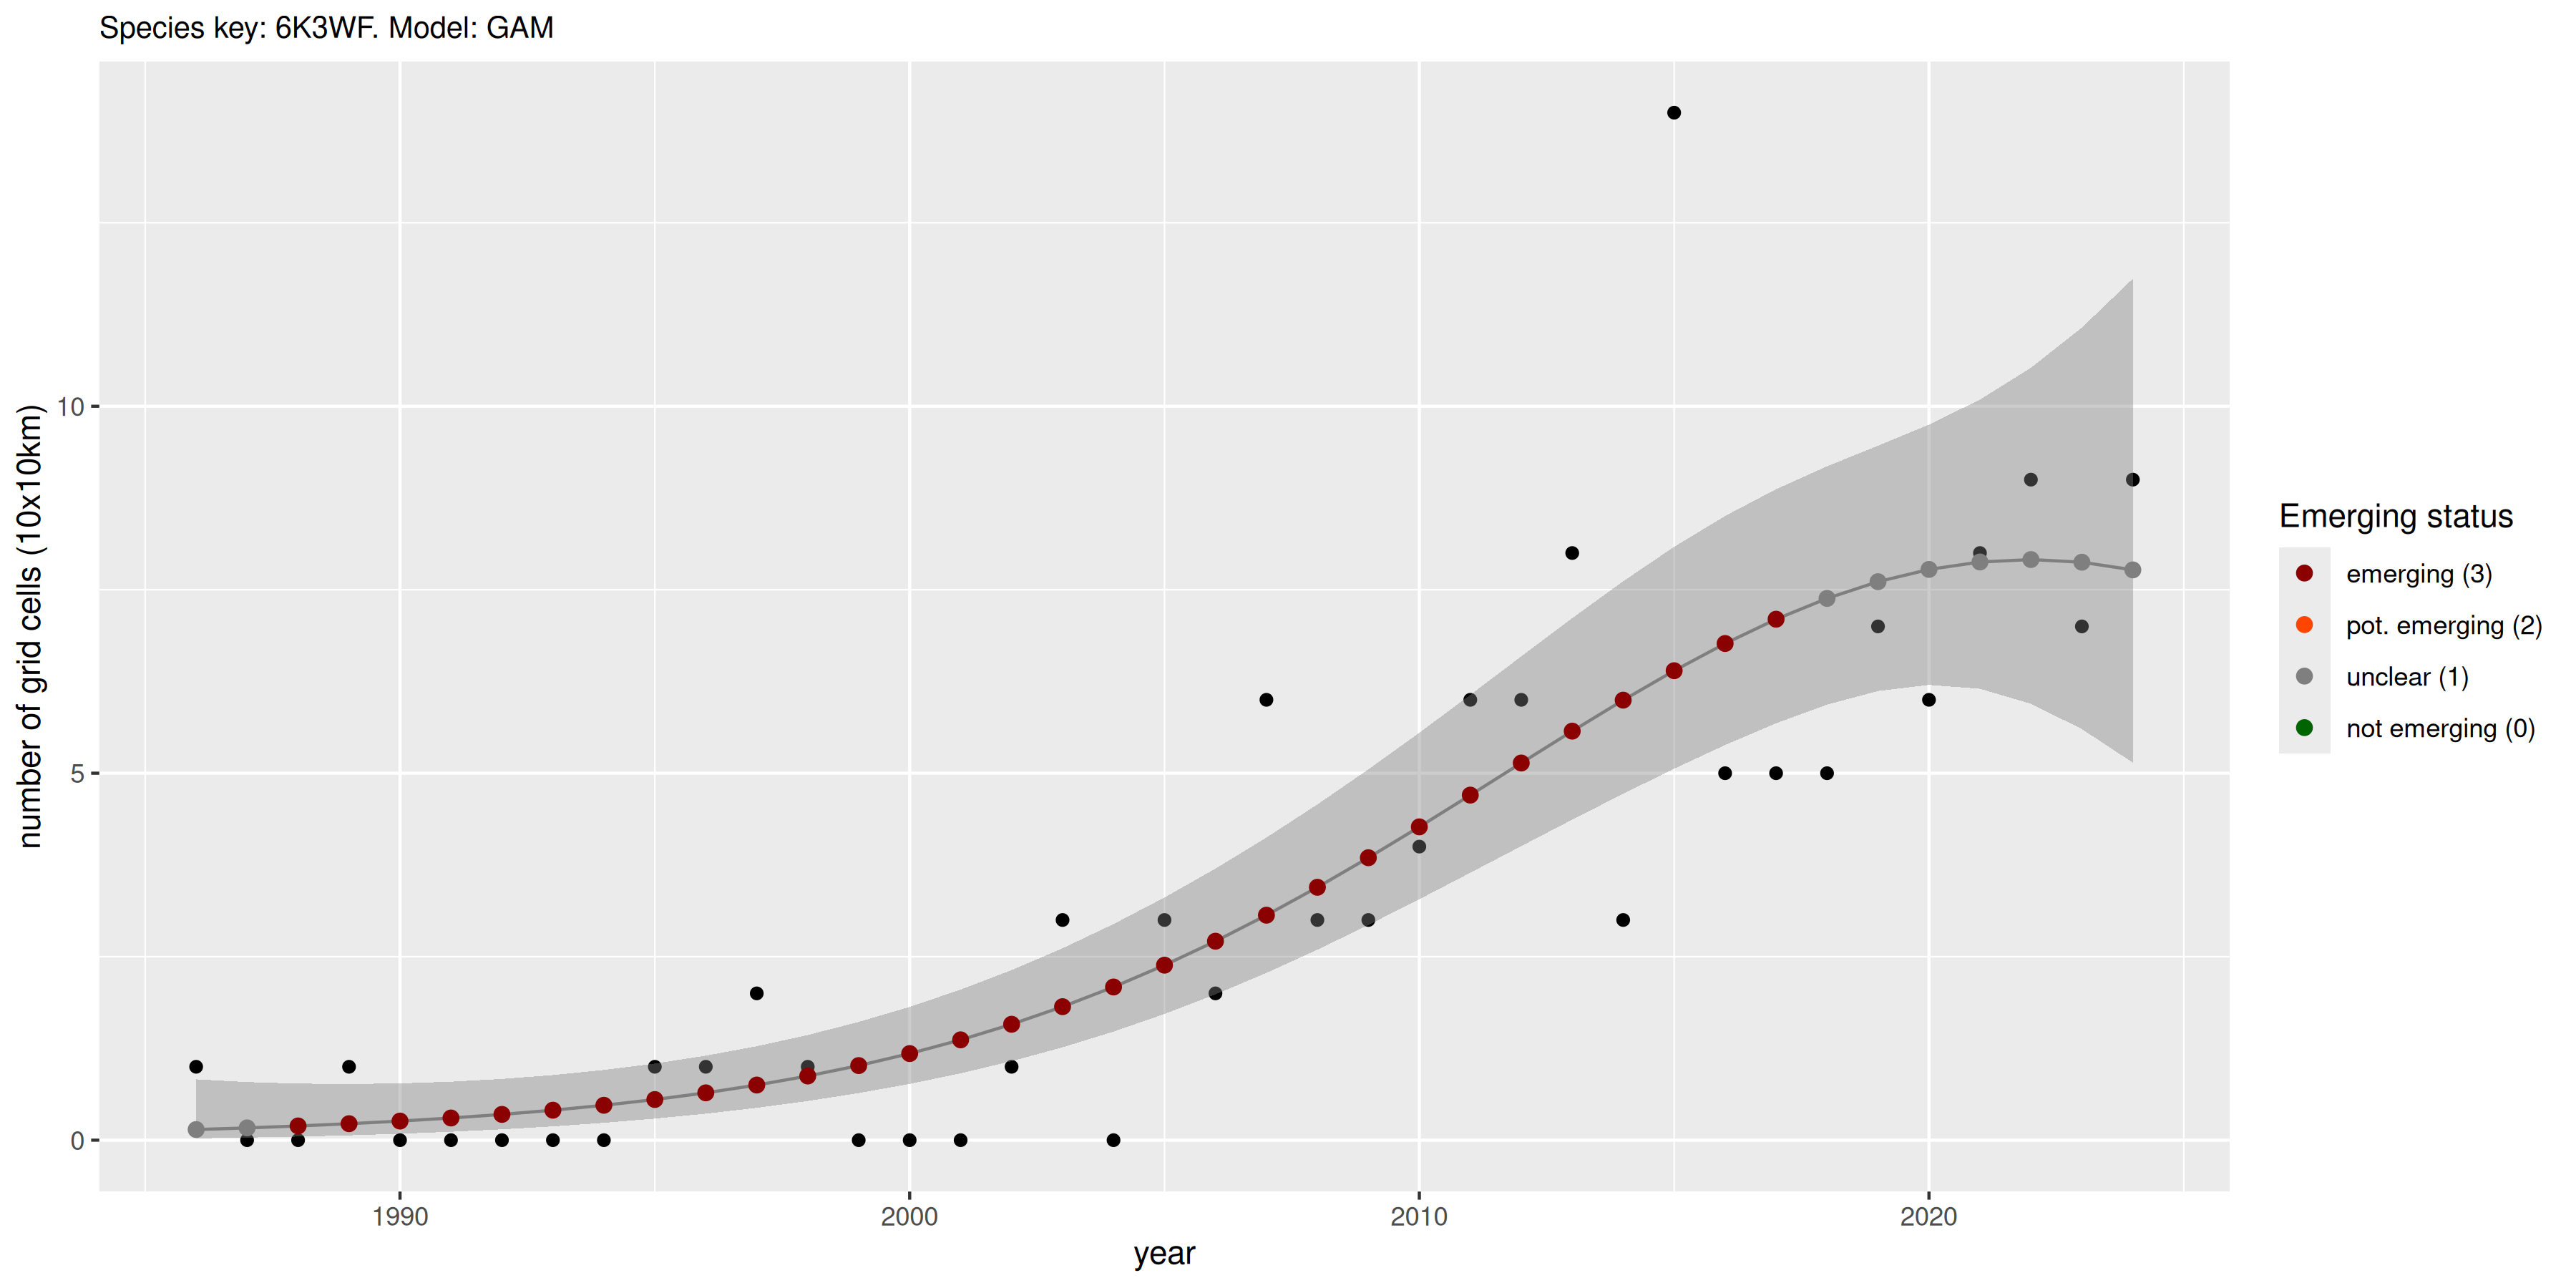 Species key: 6K3WF. Model: GAM
number of grid cells (10x10km)
10
5
0
1990
2000
2010
2020
year
Emerging status
emerging (3)
pot. emerging (2)
unclear (1)
not emerging (0)